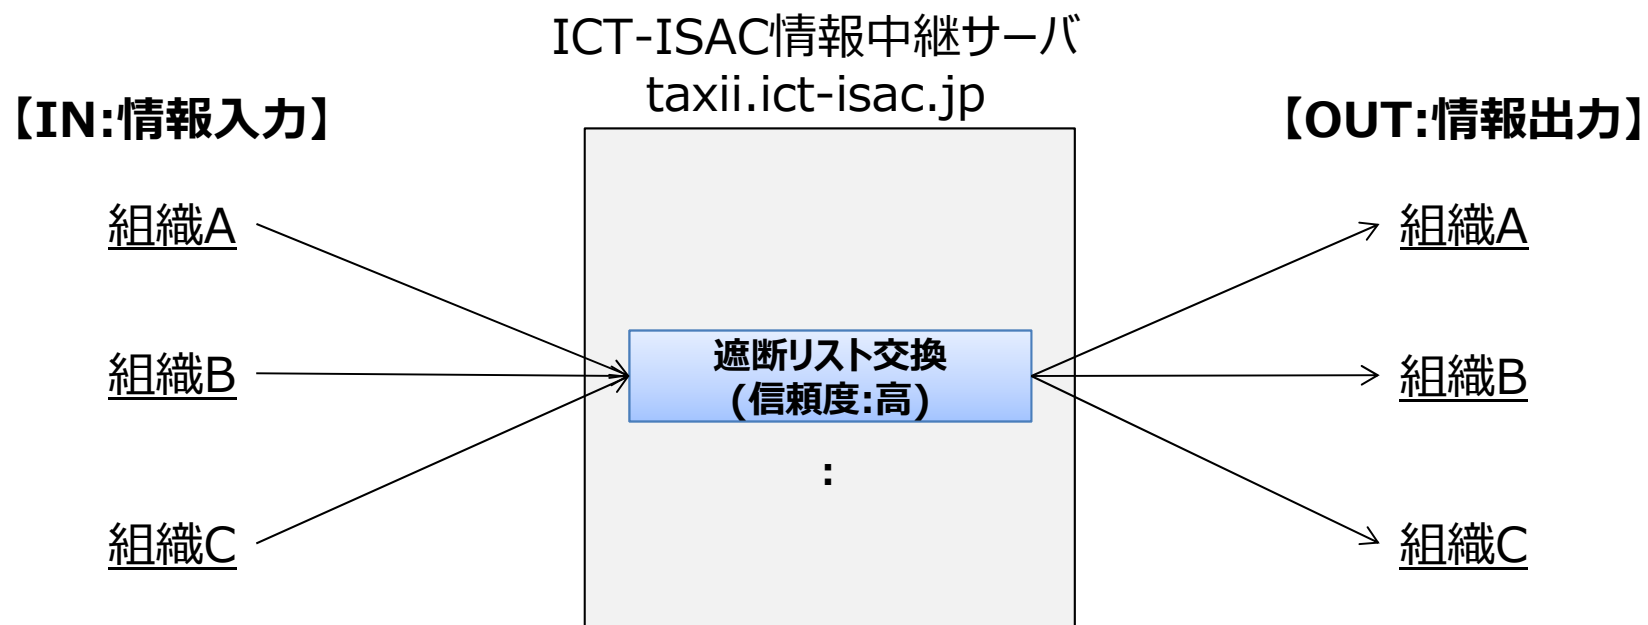 ICT-ISAC情報中継サーバ
taxii.ict-isac.jp
【IN:情報入力】
【OUT:情報出力】
組織A
組織A
遮断リスト交換
(信頼度:高)
組織B
組織B
:
組織C
組織C